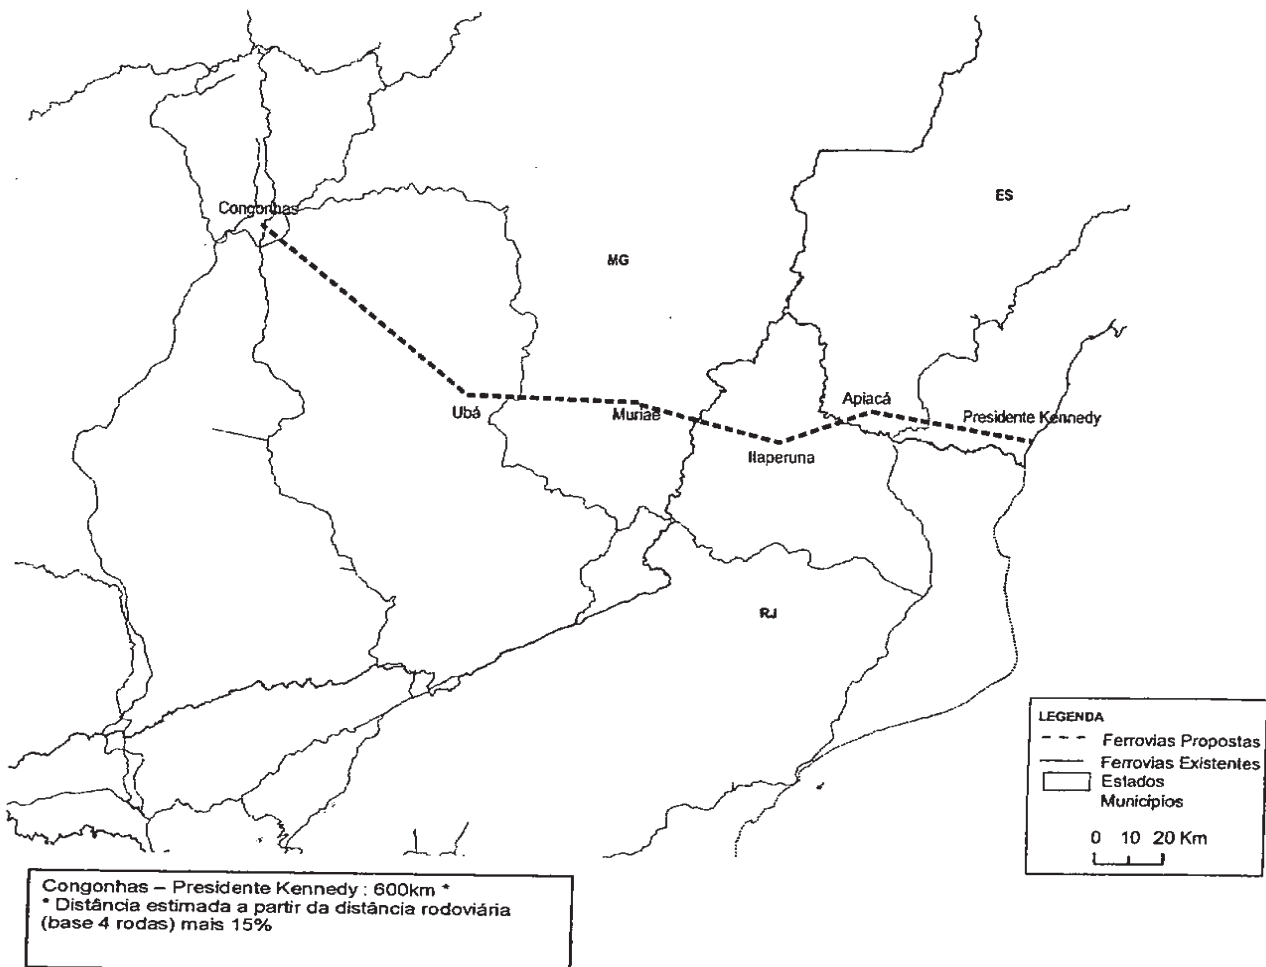 ES
Congonhas
MG
Apiacá
Presidente Kennedy
Ubá
Muriaé
Itaperuna
RJ
LEGENDA
Ferrovias Propostas
Ferrovias Existentes
Estados
Municípios
0 10 20 Km
Congonhas – Presidente Kennedy : 600km *
* Distância estimada a partir da distância rodoviária
(base 4 rodas) mais 15%